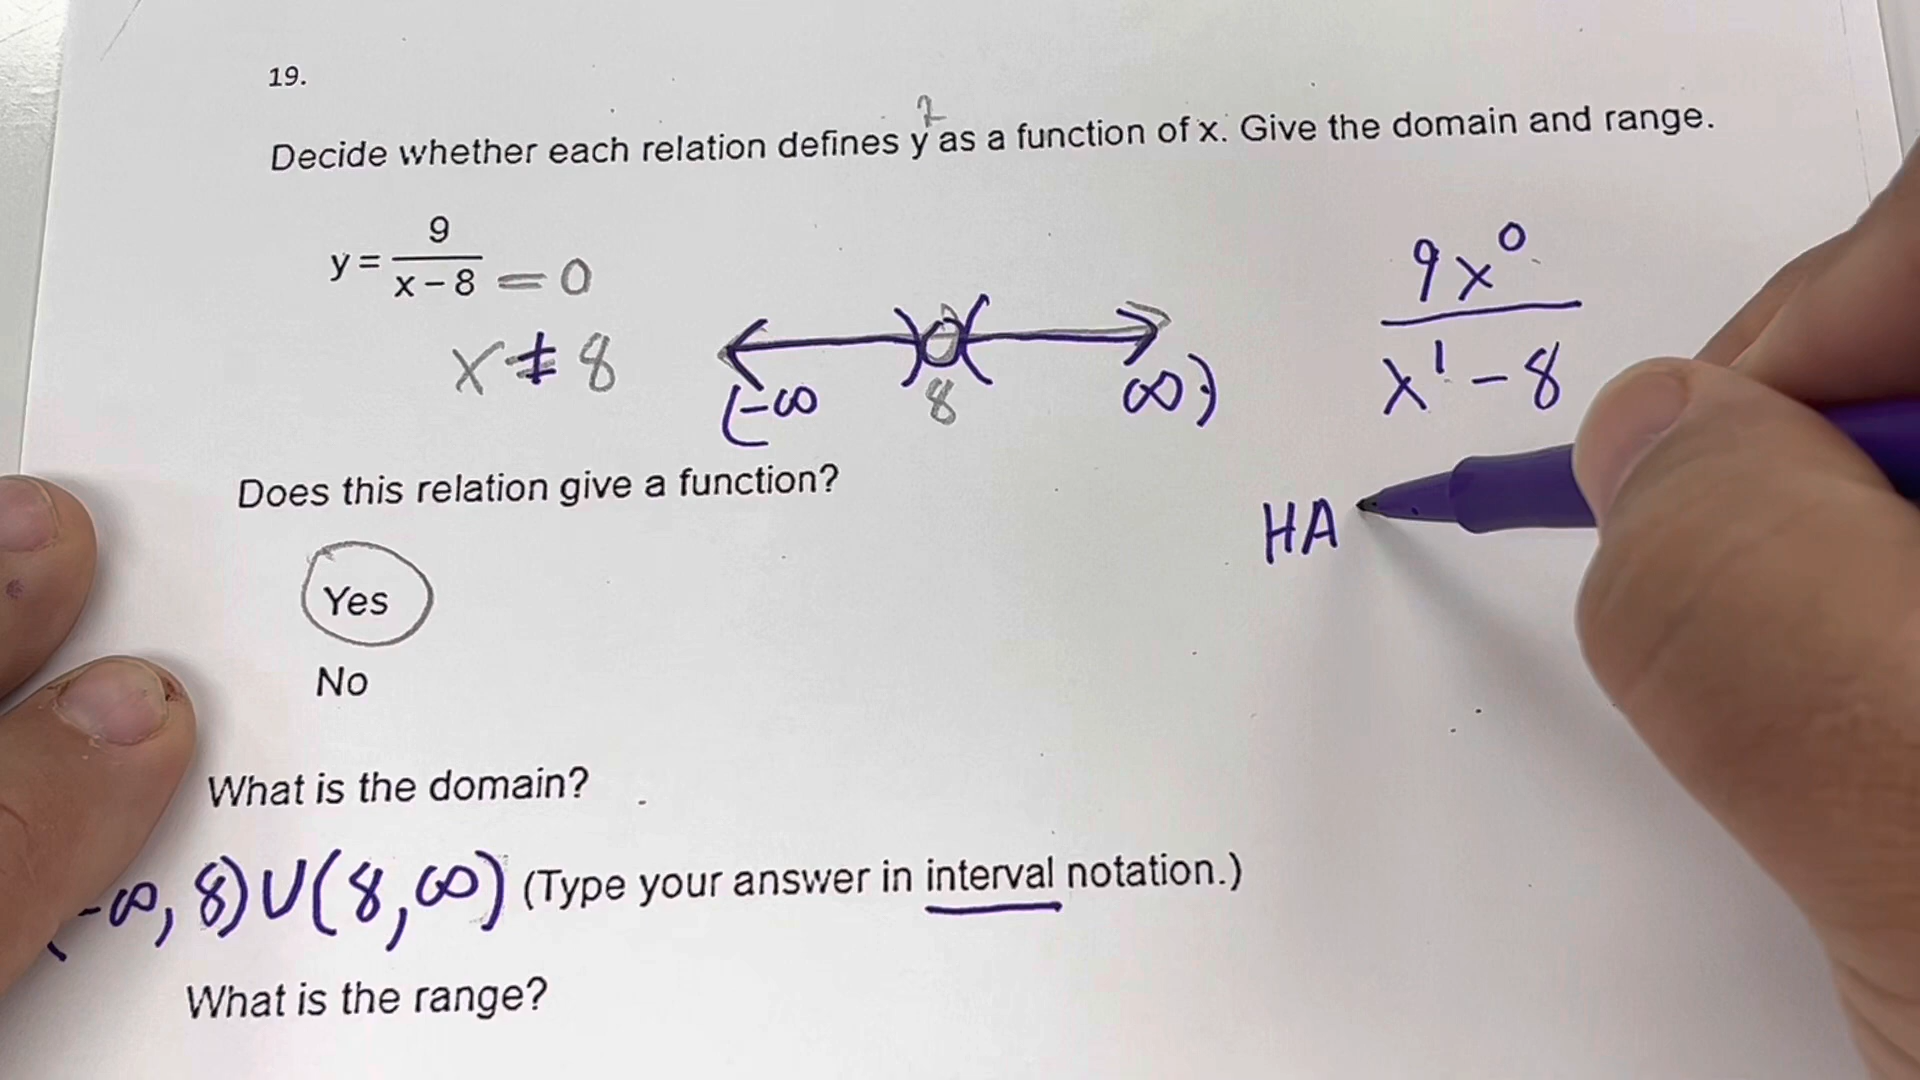 19.
Decide whether each relation defines y² as a function of x. Give the domain and range.
y = 9 / (x - 8) = 0
9x⁰ / (x¹ - 8)
x ≠ 8
(-∞ )o( ∞)
8
Does this relation give a function?
HA
Yes
No
What is the domain?
(-∞, 8) U (8, ∞) (Type your answer in interval notation.)
What is the range?